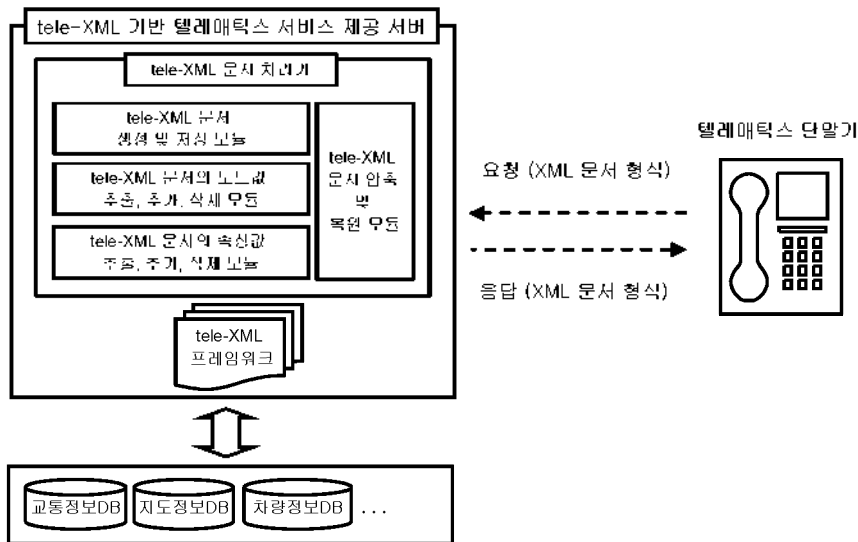 tele-XML 기반 텔레매틱스 서비스 제공 서버
tele-XML 문서 처리기
tele-XML 문서
생성 및 저장 모듈
tele-XML 문서의 노드값
추출, 추가, 삭제 모듈
tele-XML 문서의 속성값
추출, 추가, 삭제 모듈
tele-XML
문서 압축
및
복원 모듈
tele-XML
프레임워크
텔레매틱스 단말기
요청 (XML 문서 형식)
응답 (XML 문서 형식)
교통정보DB
지도정보DB
차량정보DB
...